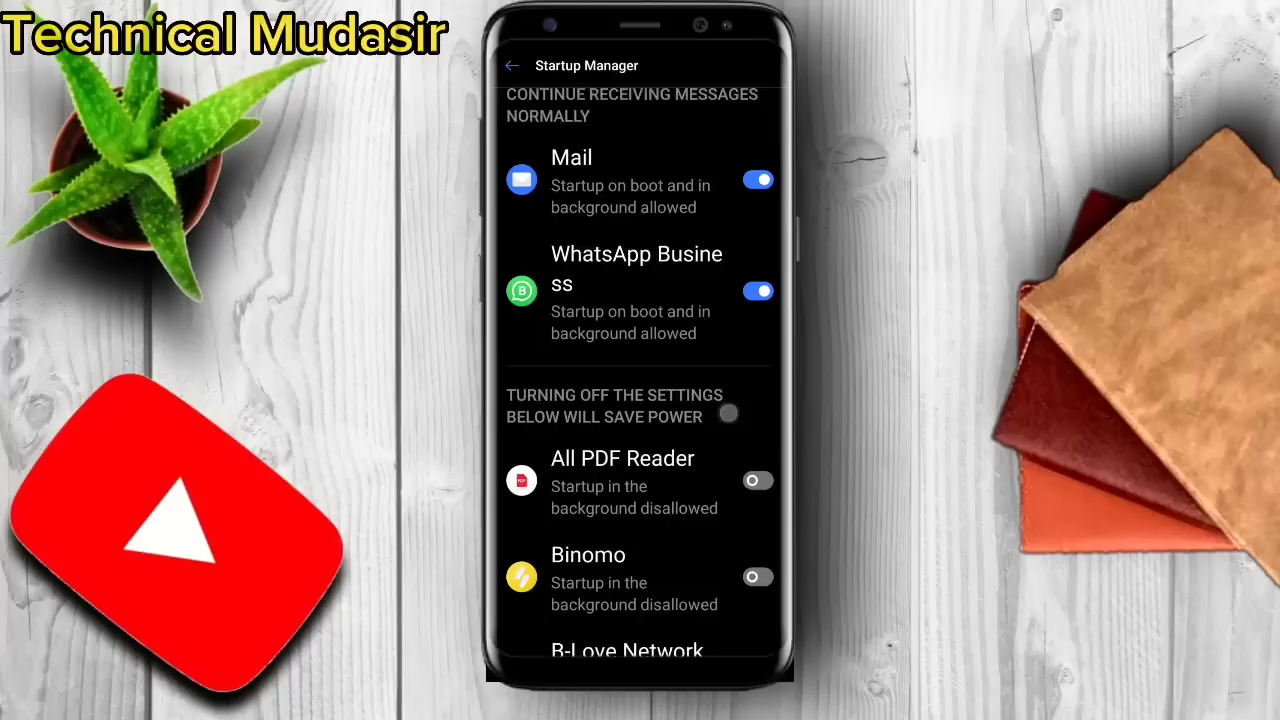 Technical Mudasir
Startup Manager
CONTINUE RECEIVING MESSAGES
NORMALLY
Mail
Startup on boot and in
background allowed
WhatsApp Busine
ss
B
Startup on boot and in
background allowed
TURNING OFF THE SETTINGS
BELOW WILL SAVE POWER
All PDF Reader
PDF
Startup in the
background disallowed
Binomo
Startup in the
background disallowed
B-Love Network